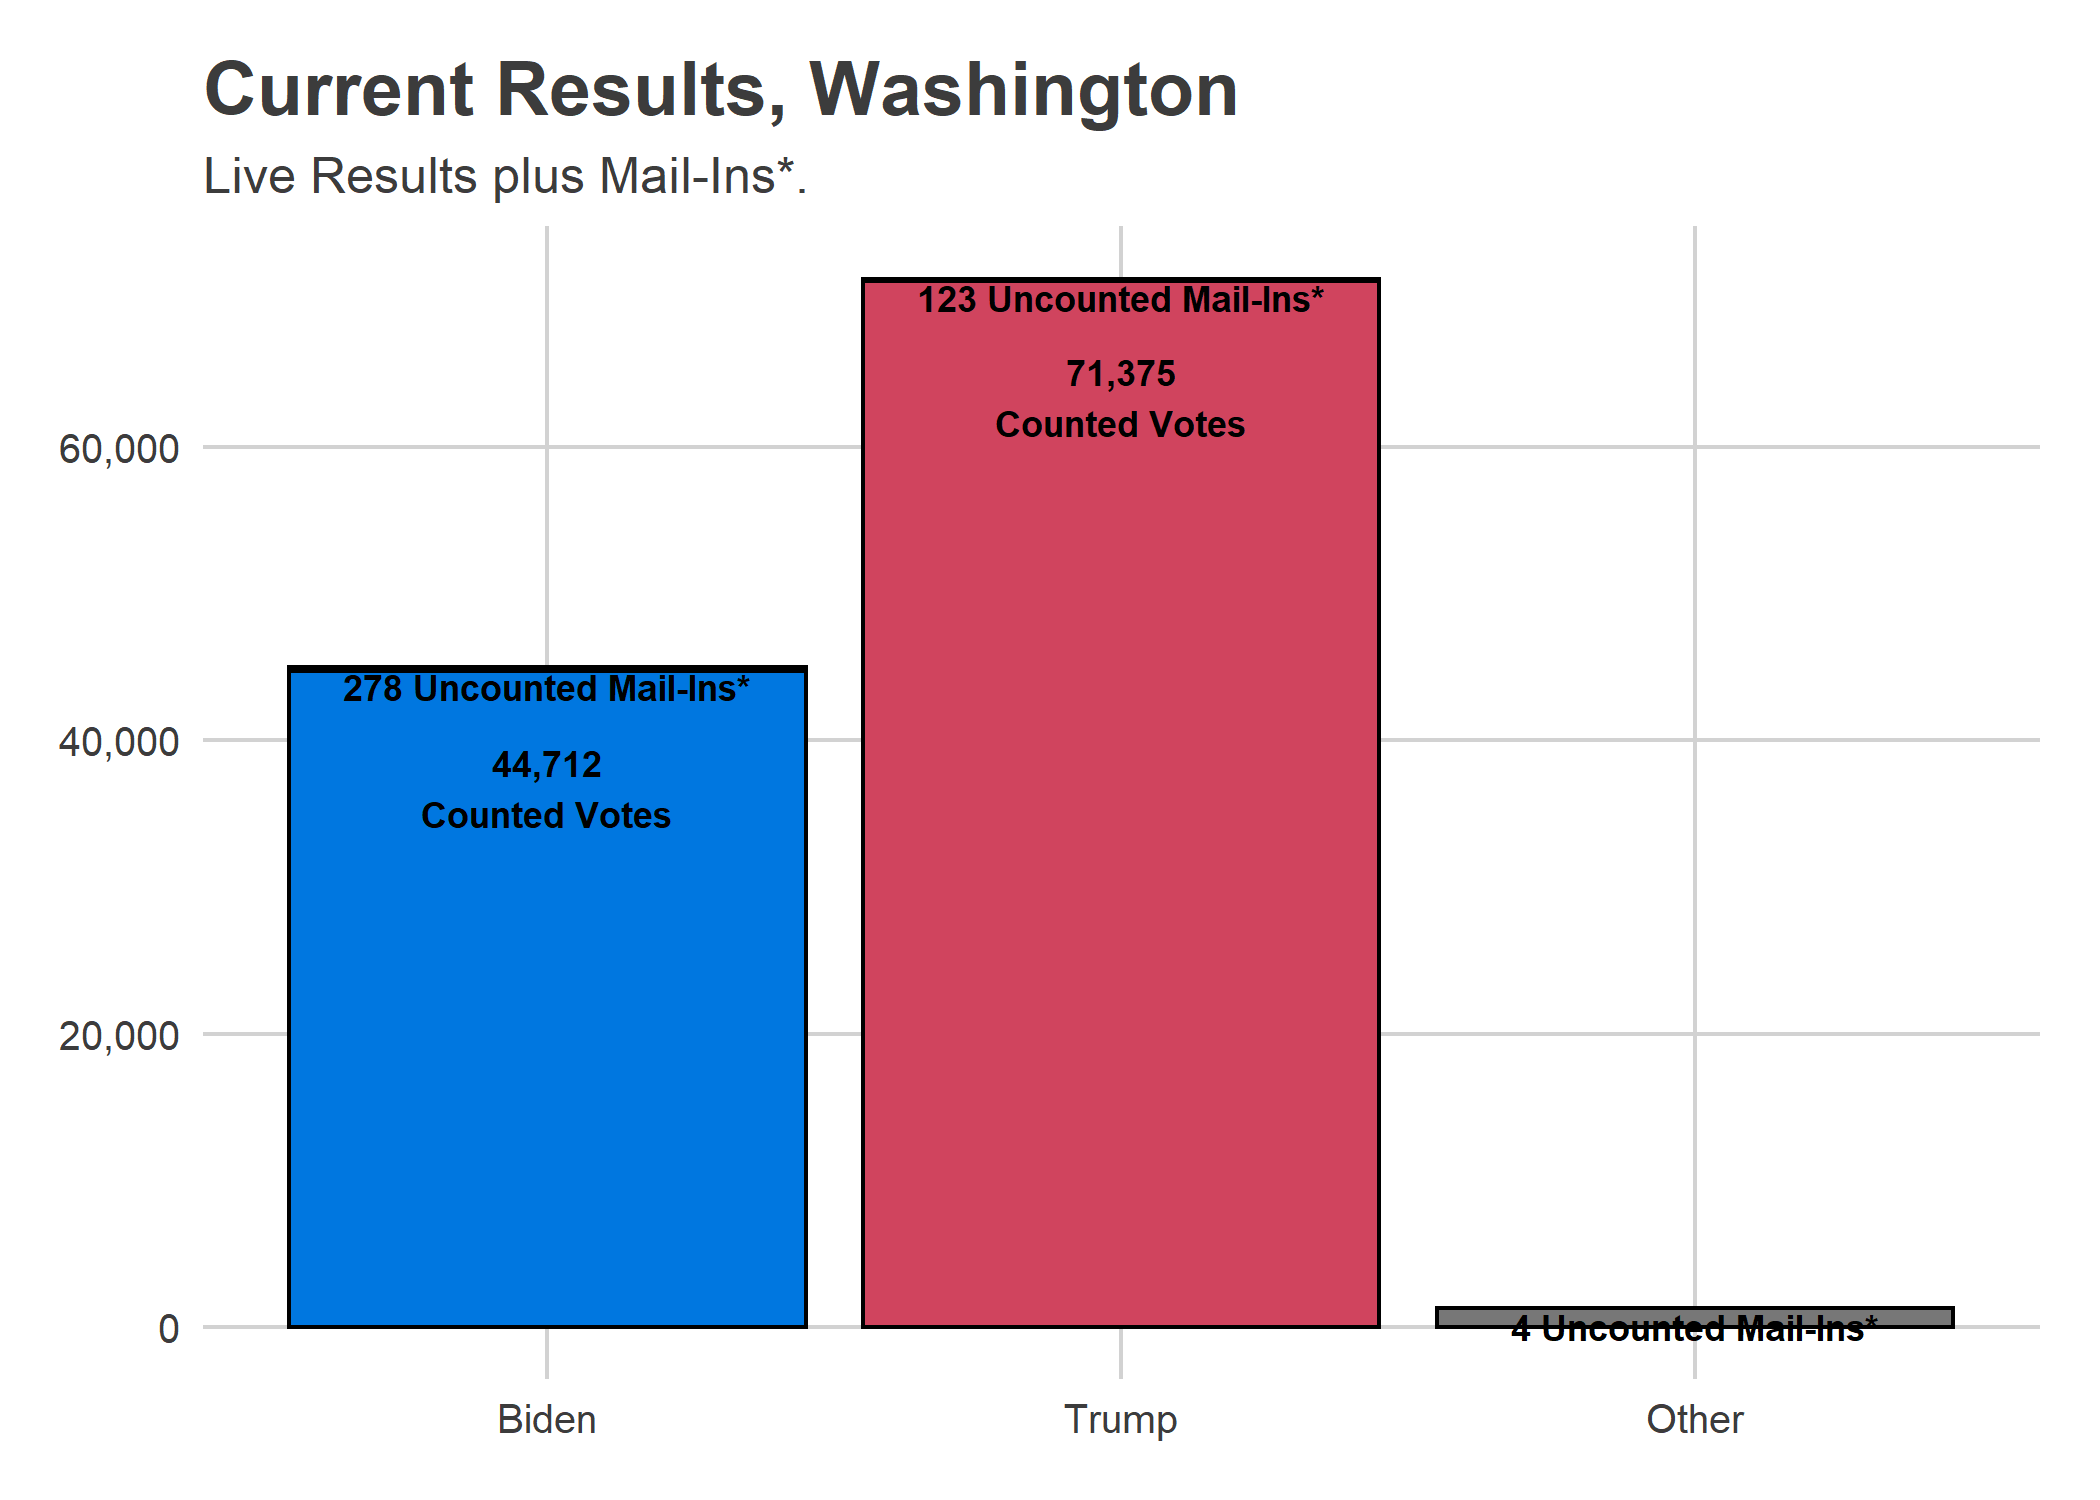 Current Results, Washington
Live Results plus Mail-Ins*.
123 Uncounted Mail-Ins*
71,375
Counted Votes
60,000
278 Uncounted Mail-Ins*
40,000
44,712
Counted Votes
20,000
0
4 Uncounted Mail-Ins*
Biden
Trump
Other